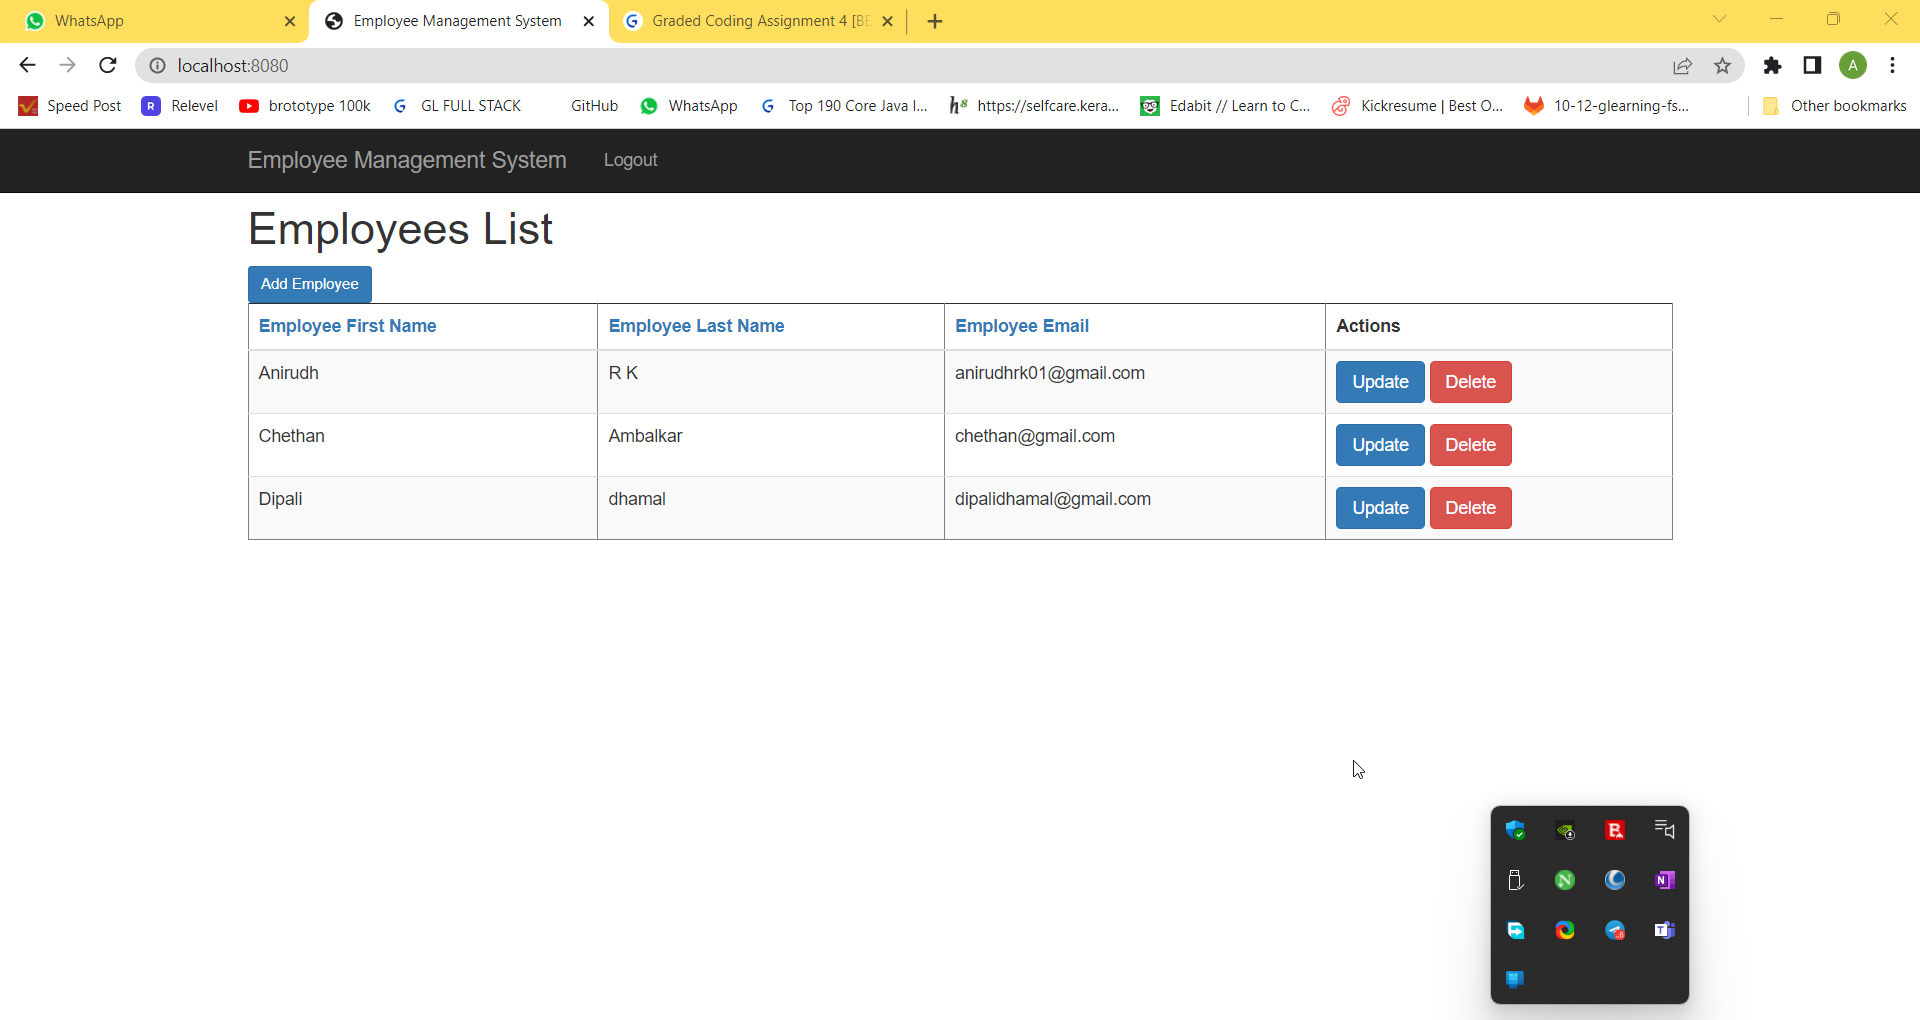 WhatsApp
Employee Management System
Graded Coding Assignment 4 [BE
localhost:8080
A
Speed Post
R
Relevel
brototype 100k
GL FULL STACK
GitHub
WhatsApp
Top 190 Core Java I...
https://selfcare.kera...
Edabit // Learn to C...
Kickresume | Best O...
10-12-glearning-fs...
Other bookmarks
Employee Management System Logout
Employees List
Add Employee
Employee First Name Employee Last Name Employee Email Actions
Anirudh R K anirudhrk01@gmail.com Update Delete
Chethan Ambalkar chethan@gmail.com Update Delete
Dipali dhamal dipalidhamal@gmail.com Update Delete